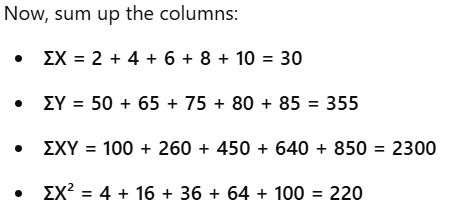 Now, sum up the columns:
• ΣX = 2 + 4 + 6 + 8 + 10 = 30
• ΣY = 50 + 65 + 75 + 80 + 85 = 355
• ΣXY = 100 + 260 + 450 + 640 + 850 = 2300
• ΣX² = 4 + 16 + 36 + 64 + 100 = 220